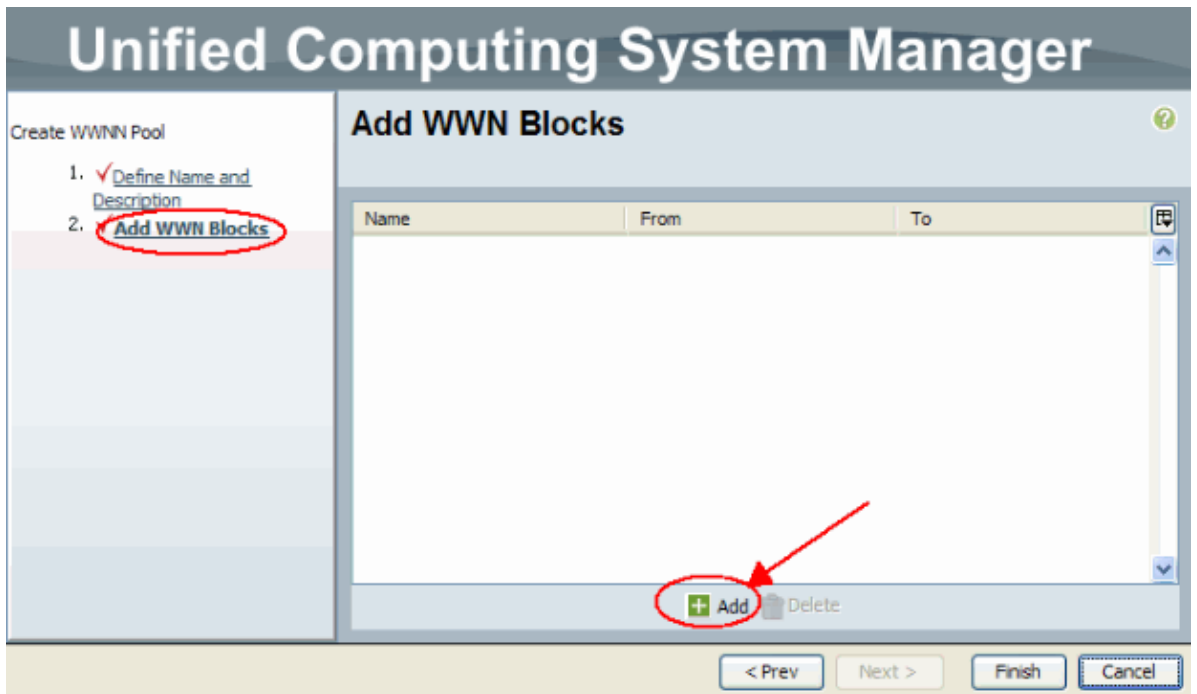 Unified Computing System Manager
Create WWNN Pool
1. Define Name and
Description
2. Add WWN Blocks
Add WWN Blocks
?
Name From To
Add Delete
< Prev Next > Finish Cancel